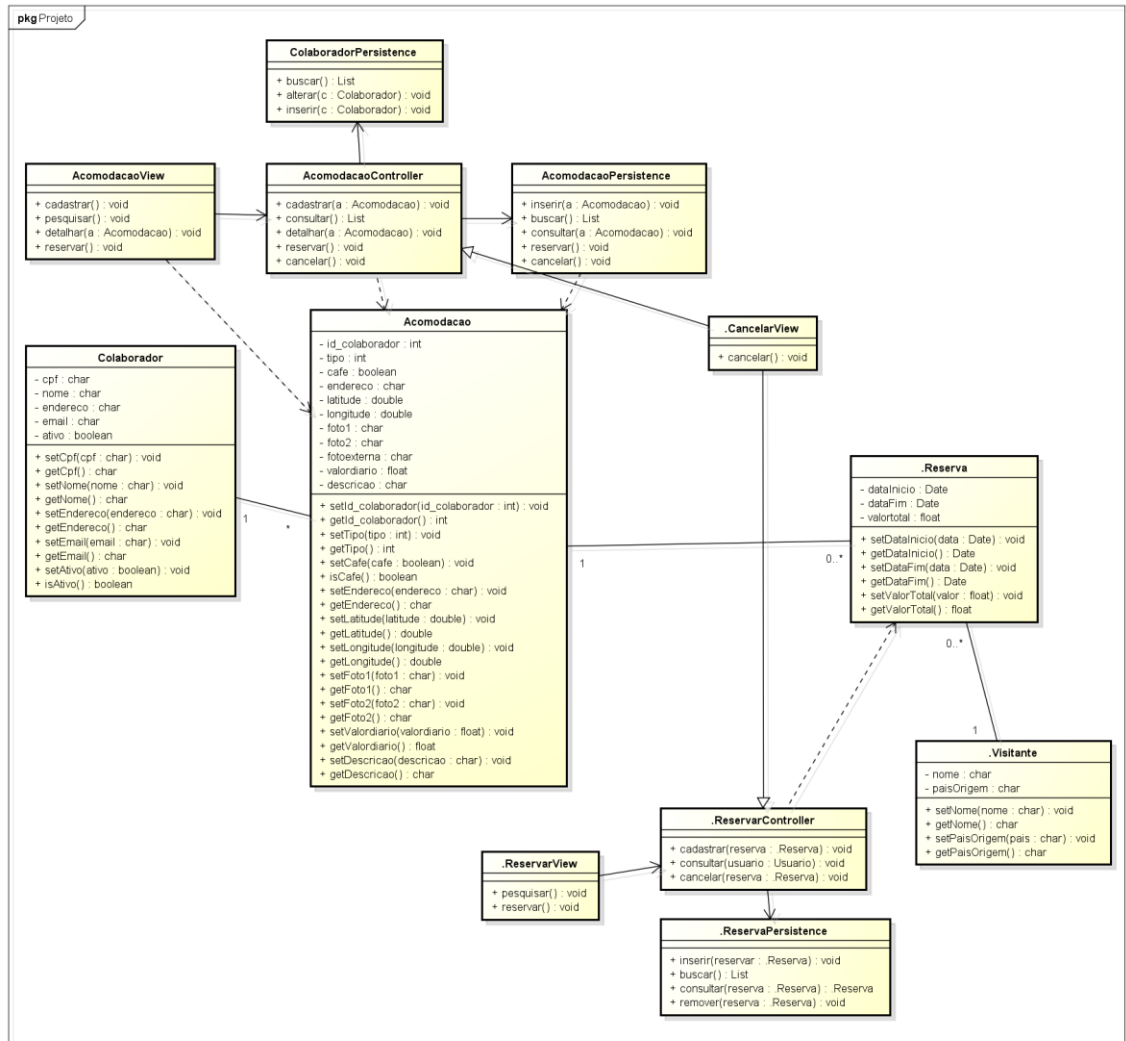 pkg Projeto
ColaboradorPersistence
+ buscar() : List
+ alterar(c : Colaborador) : void
+ inserir(c : Colaborador) : void
AcomodacaoView
+ cadastrar() : void
+ pesquisar() : void
+ detalhar(a : Acomodacao) : void
+ reservar() : void
AcomodacaoController
+ cadastrar(a : Acomodacao) : void
+ consultar() : List
+ detalhar(a : Acomodacao) : void
+ reservar() : void
+ cancelar() : void
AcomodacaoPersistence
+ inserir(a : Acomodacao) : void
+ buscar() : List
+ consultar(a : Acomodacao) : void
+ reservar() : void
+ cancelar() : void
Acomodacao
- id_colaborador : int
- tipo : int
- cafe : boolean
- endereco : char
- latitude : double
- longitude : double
- foto1 : char
- foto2 : char
- fotoexterna : char
- valordiario : float
- descricao : char
+ setId_colaborador(id_colaborador : int) : void
+ getId_colaborador() : int
+ setTipo(tipo : int) : void
+ getTipo() : int
+ setCafe(cafe : boolean) : void
+ isCafe() : boolean
+ setEndereco(endereco : char) : void
+ getEndereco() : char
+ setLatitude(latitude : double) : void
+ getLatitude() : double
+ setLongitude(longitude : double) : void
+ getLongitude() : double
+ setFoto1(foto1 : char) : void
+ getFoto1() : char
+ setFoto2(foto2 : char) : void
+ getFoto2() : char
+ setValordiario(valordiario : float) : void
+ getValordiario() : float
+ setDescricao(descricao : char) : void
+ getDescricao() : char
.CancelarView
+ cancelar() : void
Colaborador
- cpf : char
- nome : char
- endereco : char
- email : char
- ativo : boolean
+ setCpf(cpf : char) : void
+ getCpf() : char
+ setNome(nome : char) : void
+ getNome() : char
+ setEndereco(endereco : char) : void
+ getEndereco() : char
+ setEmail(email : char) : void
+ getEmail() : char
+ setAtivo(ativo : boolean) : void
+ isAtivo() : boolean
1
*
.Reserva
- dataInicio : Date
- dataFim : Date
- valortotal : float
+ setDataInicio(data : Date) : void
+ getDataInicio() : Date
+ setDataFim(data : Date) : void
+ getDataFim() : Date
+ setValorTotal(valor : float) : void
+ getValorTotal() : float
1
0..*
0..*
1
.Visitante
- nome : char
- paisOrigem : char
+ setNome(nome : char) : void
+ getNome() : char
+ setPaisOrigem(pais : char) : void
+ getPaisOrigem() : char
.ReservarController
+ cadastrar(reserva : .Reserva) : void
+ consultar(usuario : Usuario) : void
+ cancelar(reserva : .Reserva) : void
.ReservarView
+ pesquisar() : void
+ reservar() : void
.ReservaPersistence
+ inserir(reservar : .Reserva) : void
+ buscar() : List
+ consultar(reserva : .Reserva) : .Reserva
+ remover(reserva : .Reserva) : void